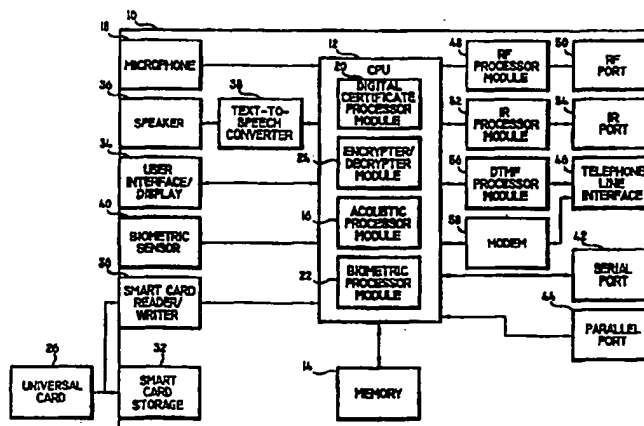 10
18
MICROPHONE
36
SPEAKER
38
TEXT-TO-
SPEECH
CONVERTER
34
USER
INTERFACE/
DISPLAY
40
BIOMETRIC
SENSOR
30
SMART CARD
READER/
WRITER
26
UNIVERSAL
CARD
32
SMART
CARD
STORAGE
12
CPU
20
DIGITAL
CERTIFICATE
PROCESSOR
MODULE
24
ENCRYPTER/
DECRYPTER
MODULE
16
ACOUSTIC
PROCESSOR
MODULE
22
BIOMETRIC
PROCESSOR
MODULE
14
MEMORY
48
RF
PROCESSOR
MODULE
50
RF
PORT
52
IR
PROCESSOR
MODULE
54
IR
PORT
56
DTMF
PROCESSOR
MODULE
46
TELEPHONE
LINE
INTERFACE
58
MODEM
42
SERIAL
PORT
44
PARALLEL
PORT